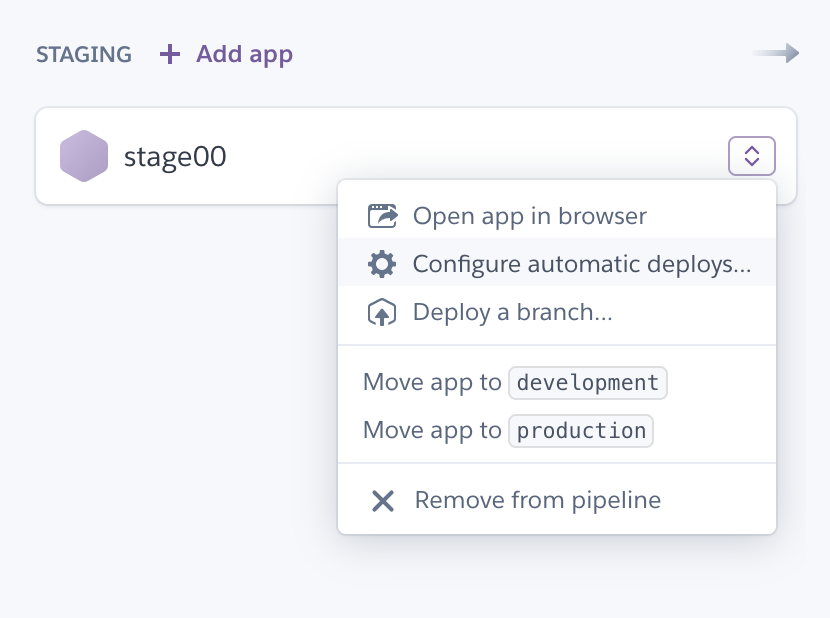 STAGING + Add app
stage00
Open app in browser
Configure automatic deploys...
Deploy a branch...
Move app to development
Move app to production
Remove from pipeline